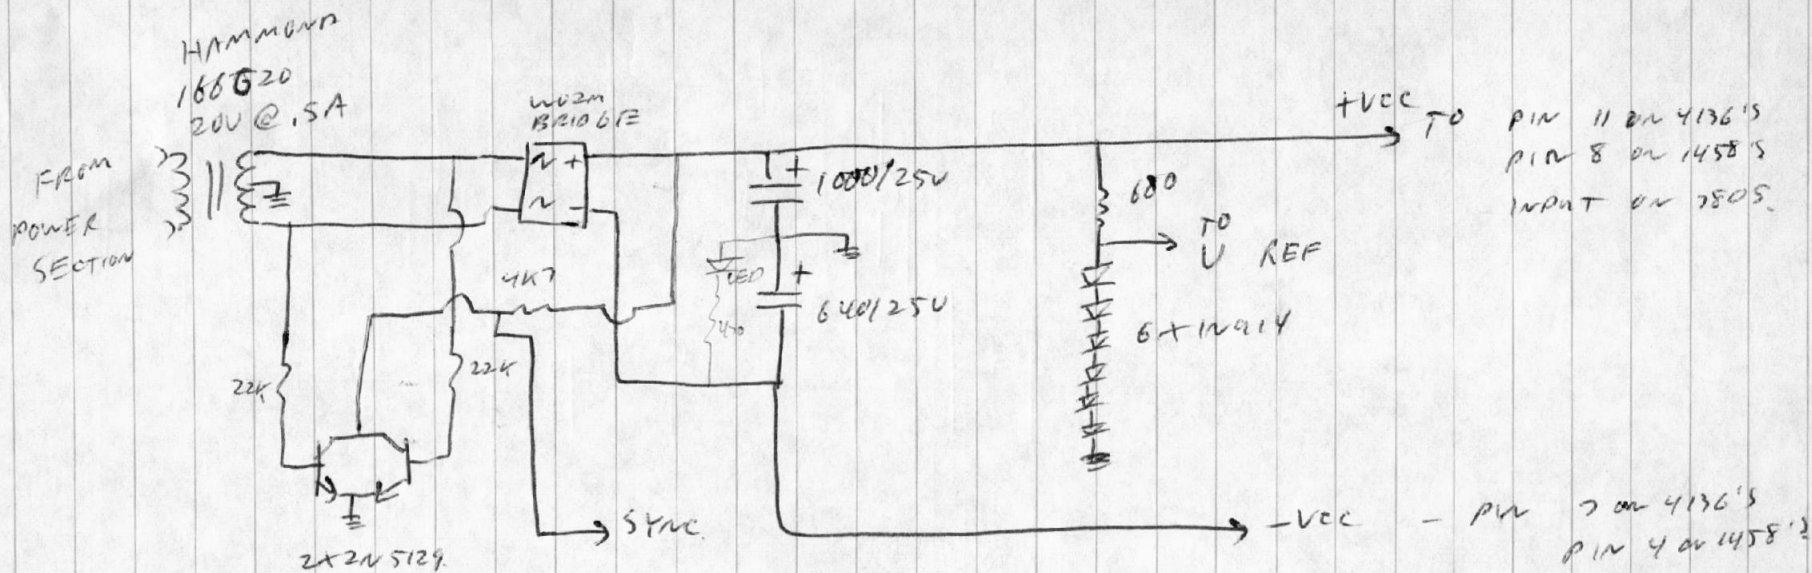 HAMMOND
166G20
20V @ .5A
FROM
POWER
SECTION
W02M
BRIDGE
+VCC TO PIN 11 ON 4136'S
PIN 8 ON 1458'S
INPUT ON 7805.
+ 1000/25V
680
TO
V REF
LED
470
+
640/25V
6 X 1N914
4K7
22K
22K
SYNC
2X2N5129.
-VCC - PIN 7 ON 4136'S
PIN 4 ON 1458'S